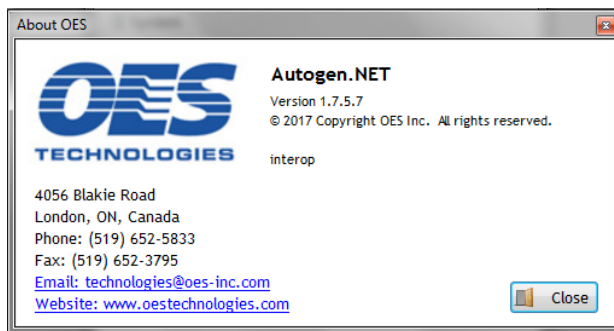 About OES
OES
TECHNOLOGIES
Autogen.NET
Version 1.7.5.7
© 2017 Copyright OES Inc. All rights reserved.
interop
4056 Blakie Road
London, ON, Canada
Phone: (519) 652-5833
Fax: (519) 652-3795
Email: technologies@oes-inc.com
Website: www.oestechnologies.com
Close